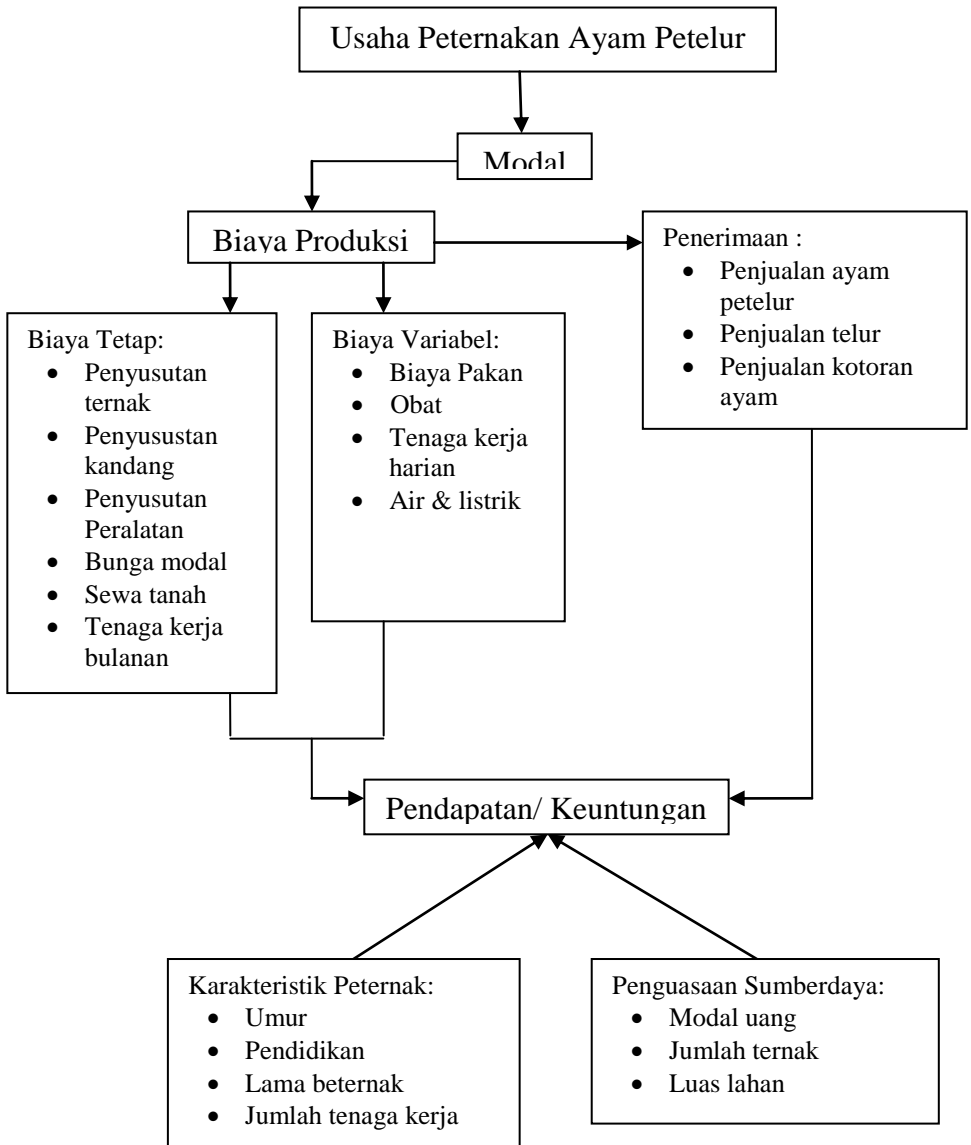 Usaha Peternakan Ayam Petelur
Modal
Biaya Produksi
Penerimaan :
• Penjualan ayam
petelur
• Penjualan telur
• Penjualan kotoran
ayam
Biaya Tetap:
• Penyusutan
ternak
• Penyusustan
kandang
• Penyusutan
Peralatan
• Bunga modal
• Sewa tanah
• Tenaga kerja
bulanan
Biaya Variabel:
• Biaya Pakan
• Obat
• Tenaga kerja
harian
• Air & listrik
Pendapatan/ Keuntungan
Karakteristik Peternak:
• Umur
• Pendidikan
• Lama beternak
• Jumlah tenaga kerja
Penguasaan Sumberdaya:
• Modal uang
• Jumlah ternak
• Luas lahan